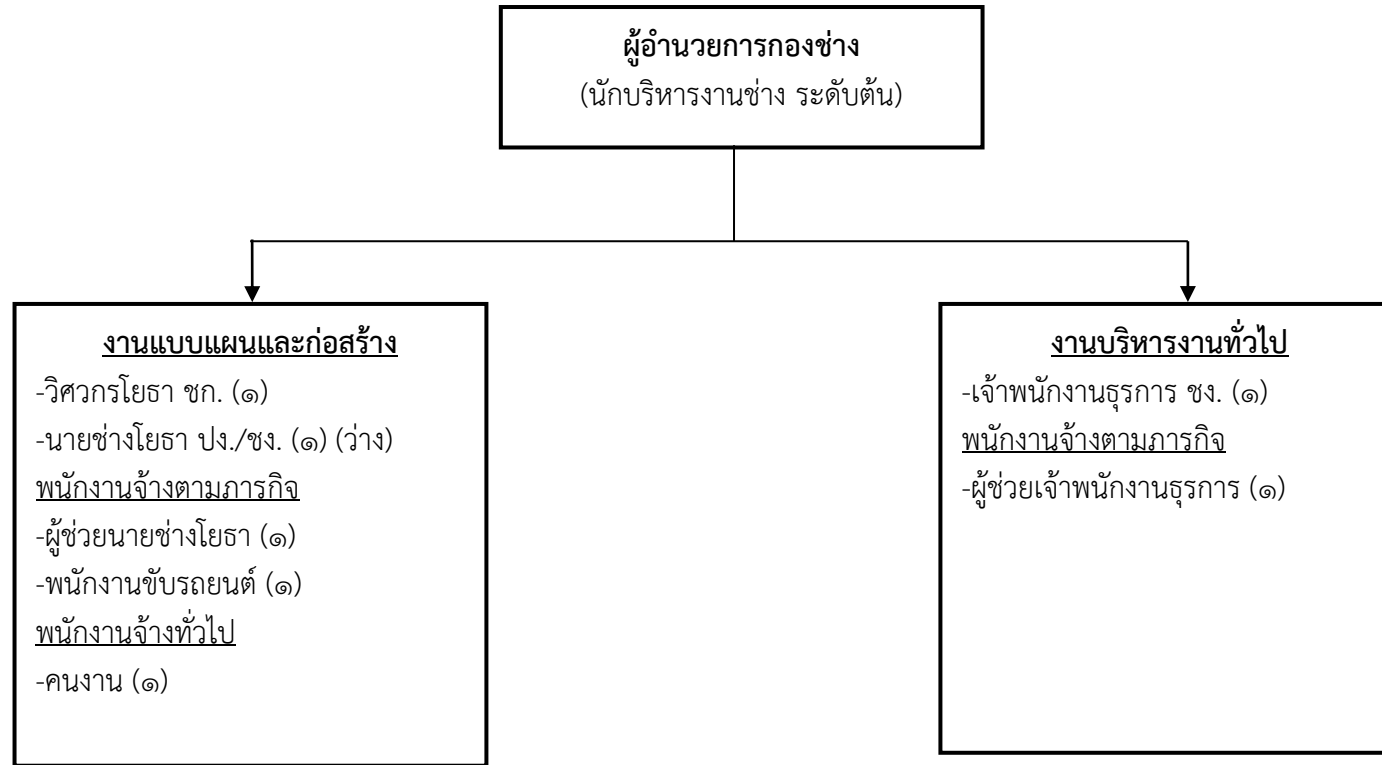 ผู้อำนวยการกองช่าง
(นักบริหารงานช่าง ระดับต้น)
งานแบบแผนและก่อสร้าง
-วิศวกรโยธา ชก. (๑)
-นายช่างโยธา ปง./ชง. (๑) (ว่าง)
พนักงานจ้างตามภารกิจ
-ผู้ช่วยนายช่างโยธา (๑)
-พนักงานขับรถยนต์ (๑)
พนักงานจ้างทั่วไป
-คนงาน (๑)
งานบริหารงานทั่วไป
-เจ้าพนักงานธุรการ ชง. (๑)
พนักงานจ้างตามภารกิจ
-ผู้ช่วยเจ้าพนักงานธุรการ (๑)